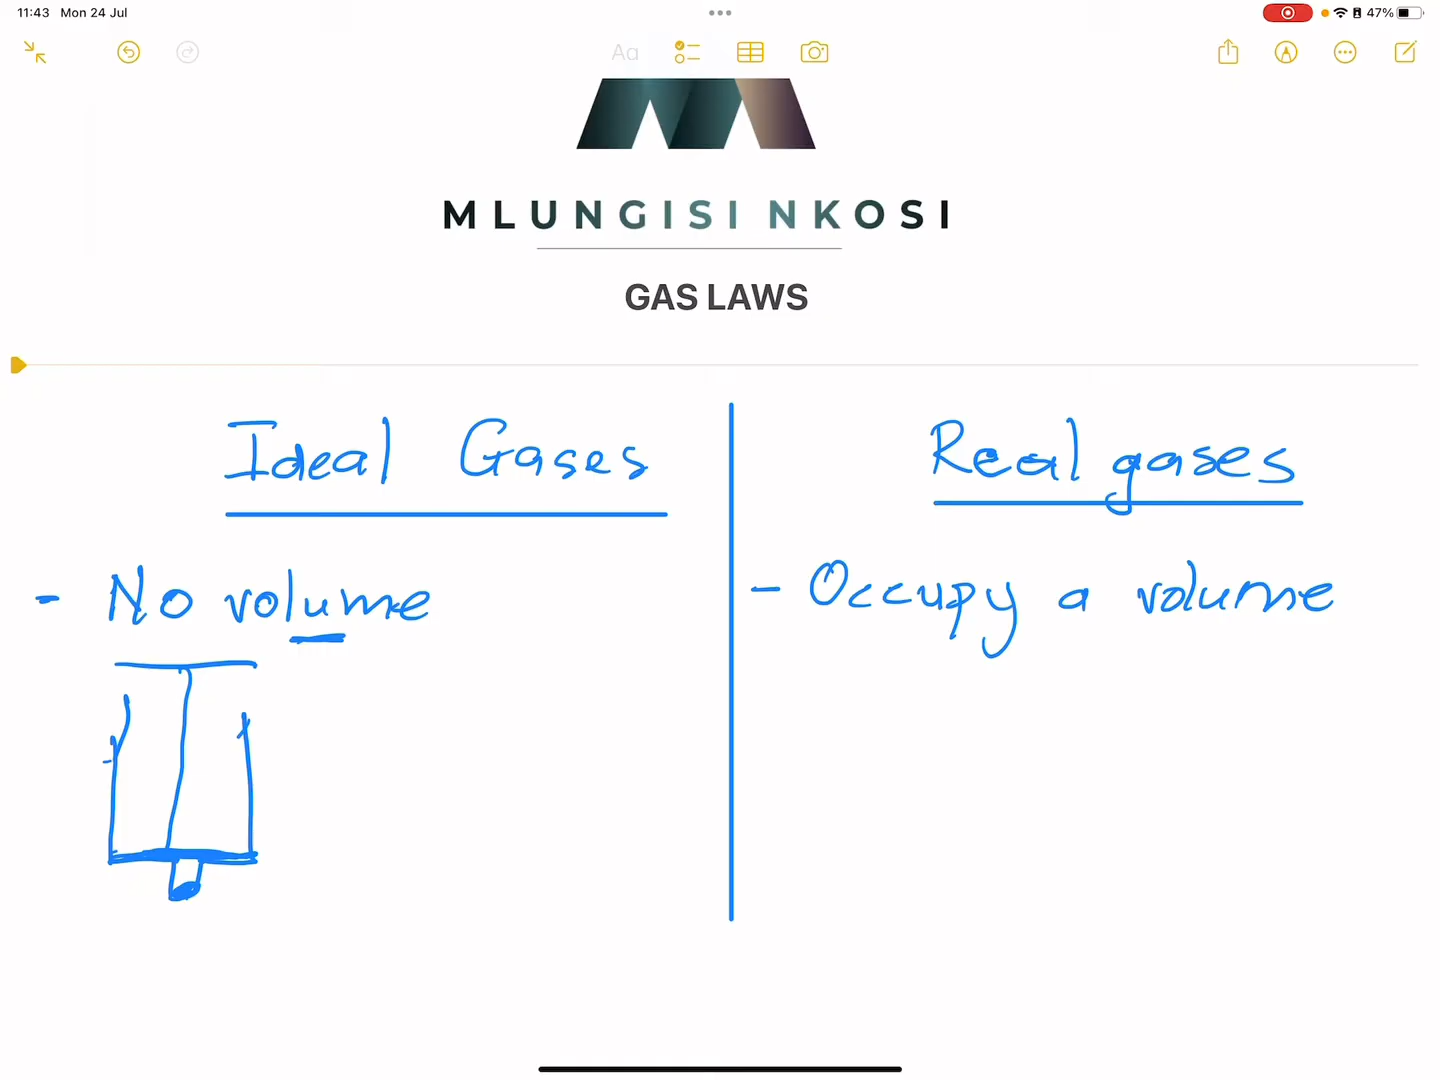 11:43 Mon 24 Jul
47%
Aa
MLUNGISI NKOSI
GAS LAWS
Ideal Gases
Real gases
- No volume
- Occupy a volume